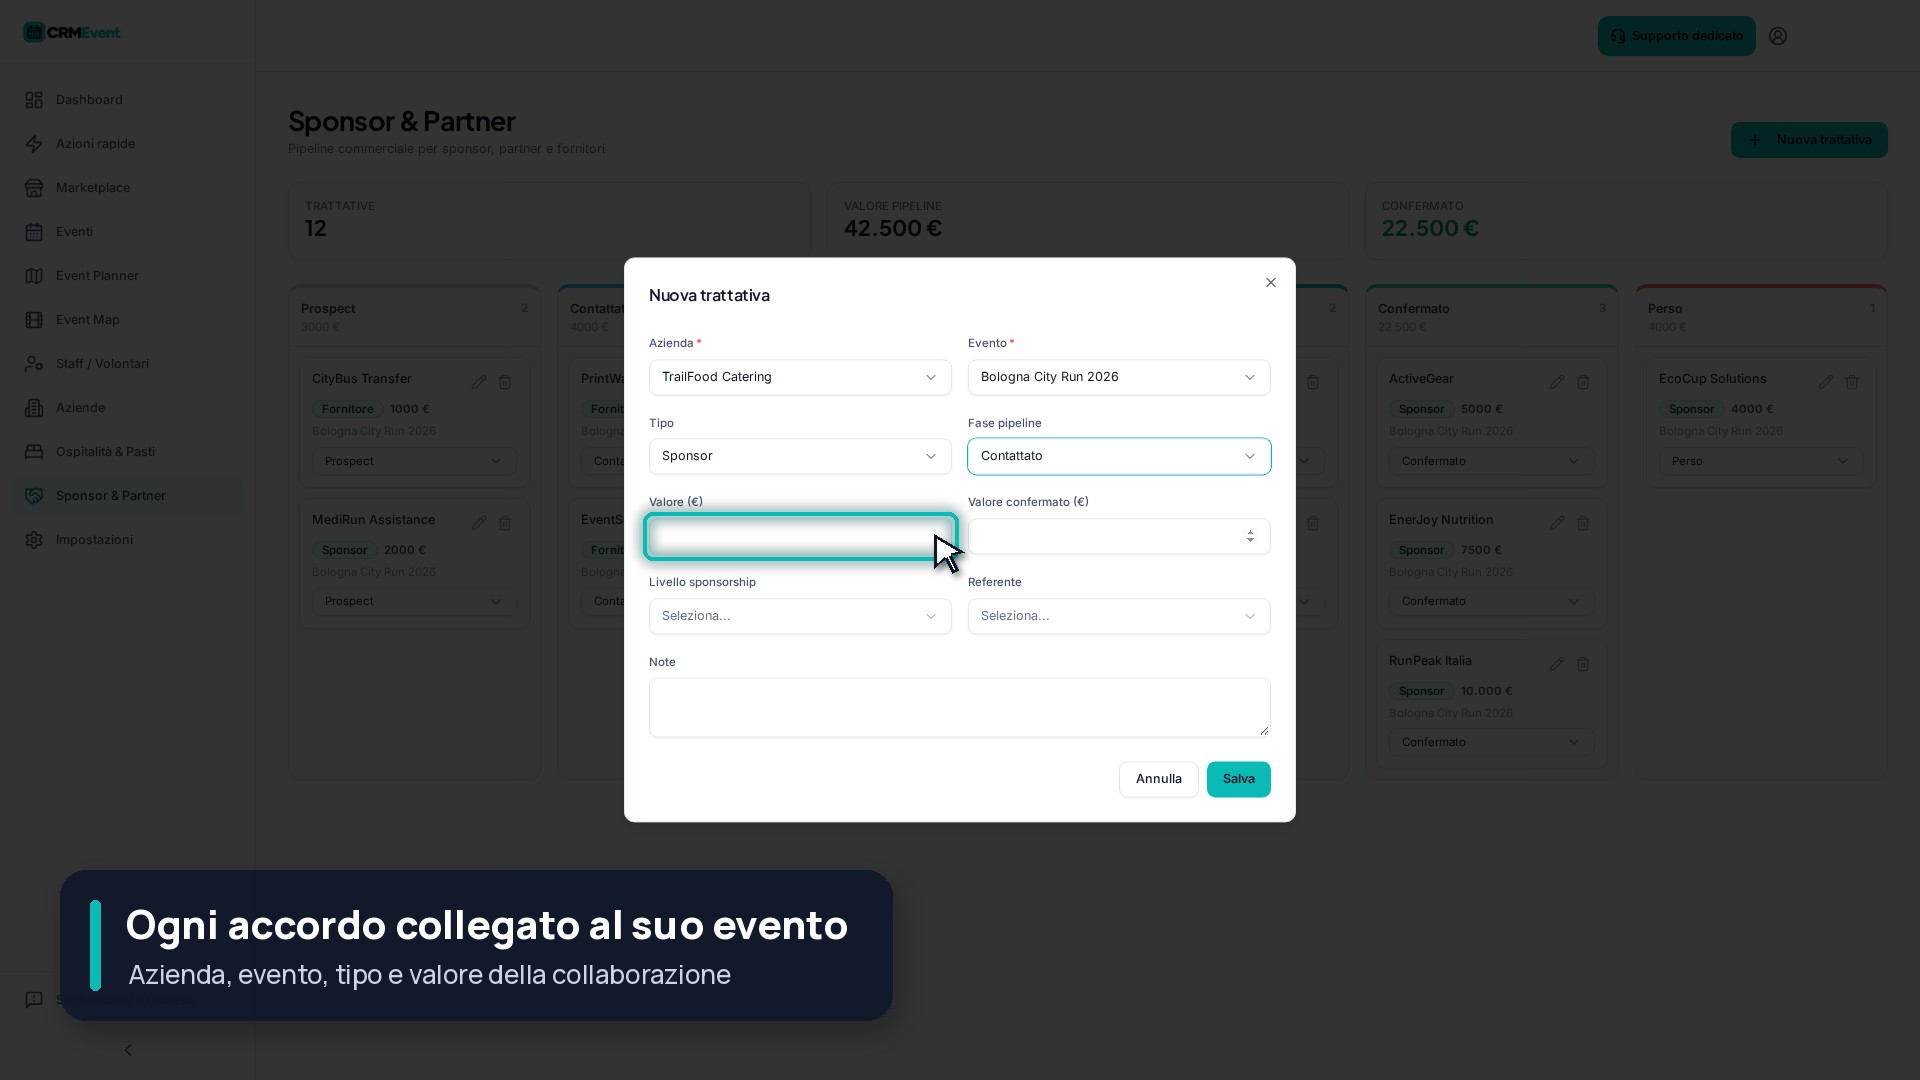 CRMEvent
Supporto dedicato
Dashboard
Azioni rapide
Marketplace
Eventi
Event Planner
Event Map
Staff / Volontari
Aziende
Ospitalità & Pasti
Sponsor & Partner
Impostazioni
Sponsor & Partner
Pipeline commerciale per sponsor, partner e fornitori
Nuova trattativa
TRATTATIVE
12
VALORE PIPELINE
42.500 €
CONFERMATO
22.500 €
Prospect 2
3000 €
CityBus Transfer
Fornitore 1000 €
Bologna City Run 2026
Prospect
MediRun Assistance
Sponsor 2000 €
Bologna City Run 2026
Prospect
4000 €
2
Confermato 3
22.500 €
ActiveGear
Sponsor 5000 €
Bologna City Run 2026
Confermato
EnerJoy Nutrition
Sponsor 7500 €
Bologna City Run 2026
Confermato
RunPeak Italia
Sponsor 10.000 €
Bologna City Run 2026
Confermato
Perso 1
4000 €
EcoCup Solutions
Sponsor 4000 €
Bologna City Run 2026
Perso
Nuova trattativa
Azienda *
TrailFood Catering
Evento *
Bologna City Run 2026
Tipo
Sponsor
Fase pipeline
Contattato
Valore (€)
Valore confermato (€)
Livello sponsorship
Seleziona...
Referente
Seleziona...
Note
Annulla
Salva
Ogni accordo collegato al suo evento
Azienda, evento, tipo e valore della collaborazione